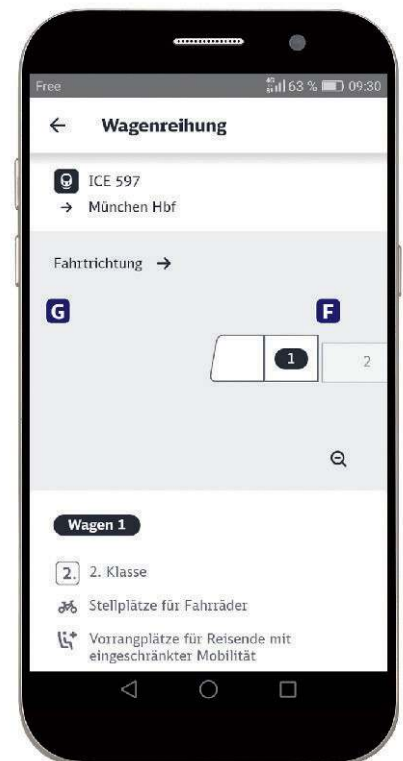 Free 4G 63 % 09:30
← Wagenreihung
ICE 597
→ München Hbf
Fahrtrichtung →
G F
1 2
Wagen 1
2. 2. Klasse
Stellplätze für Fahrräder
Vorrangplätze für Reisende mit
eingeschränkter Mobilität